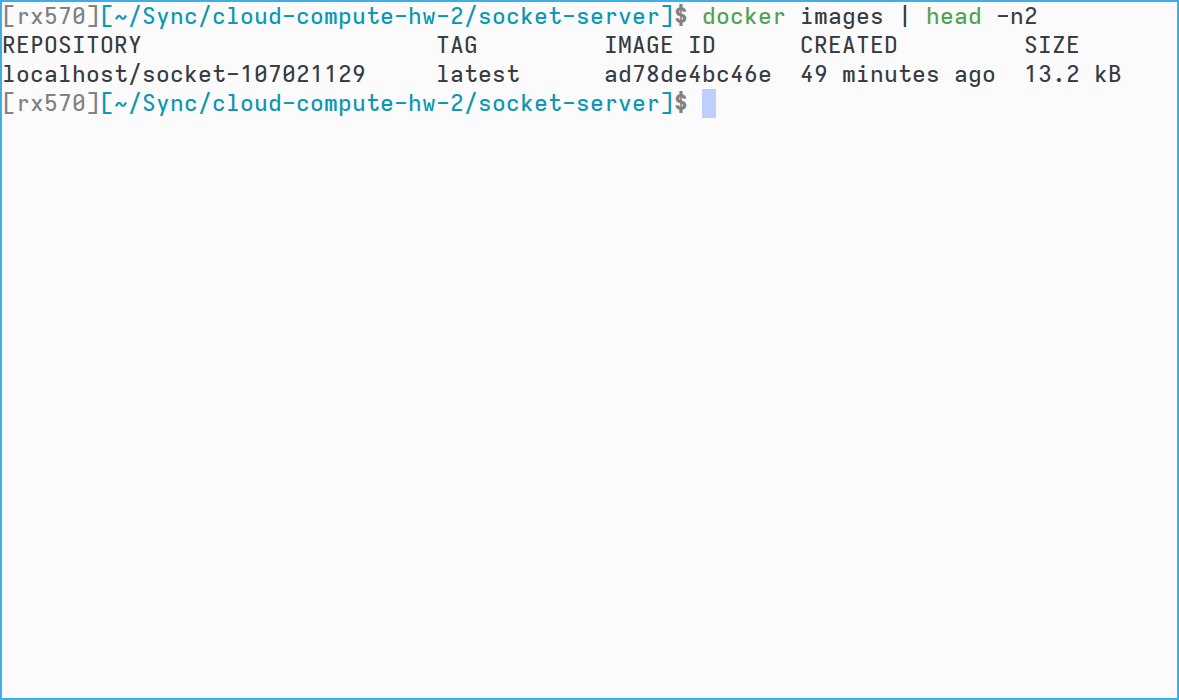 [rx570][~/Sync/cloud-compute-hw-2/socket-server]$ docker images | head -n2
REPOSITORY                     TAG         IMAGE ID      CREATED         SIZE
localhost/socket-107021129     latest      ad78de4bc46e  49 minutes ago  13.2 kB
[rx570][~/Sync/cloud-compute-hw-2/socket-server]$